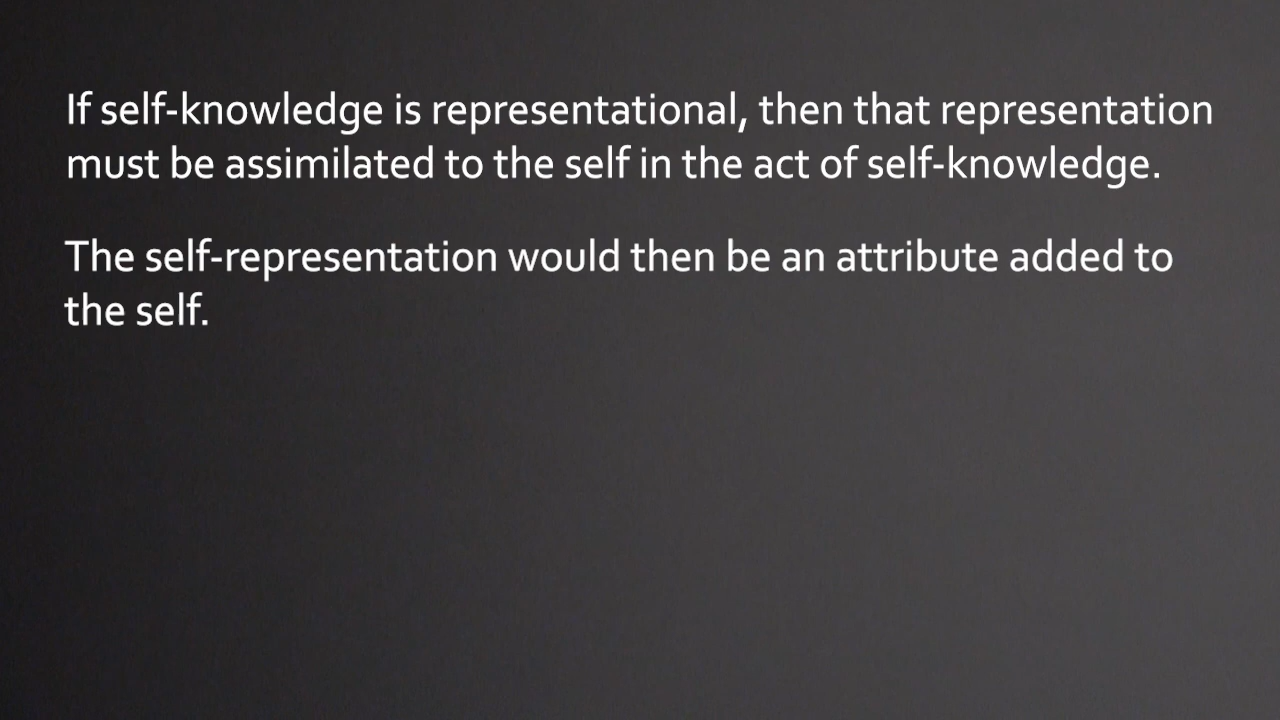 If self-knowledge is representational, then that representation
must be assimilated to the self in the act of self-knowledge.
The self-representation would then be an attribute added to
the self.